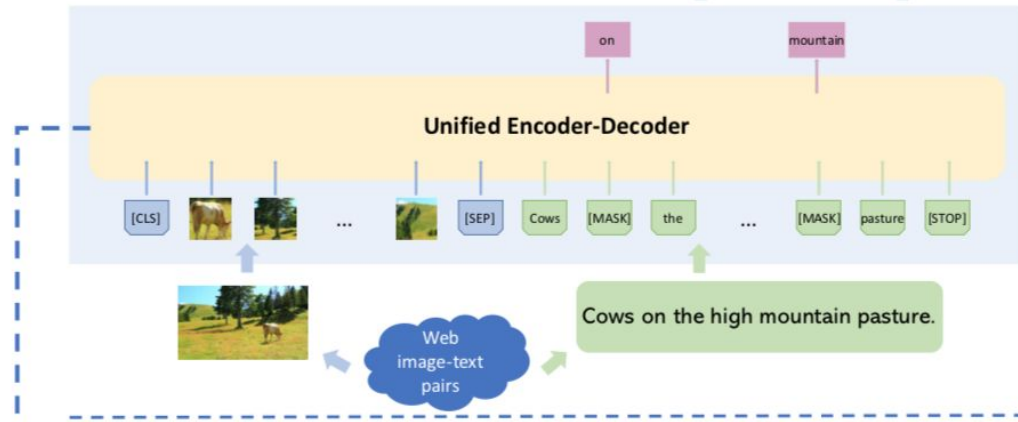 on mountain
Unified Encoder-Decoder
[CLS] ... [SEP] Cows [MASK] the ... [MASK] pasture [STOP]
Cows on the high mountain pasture.
Web
image-text
pairs